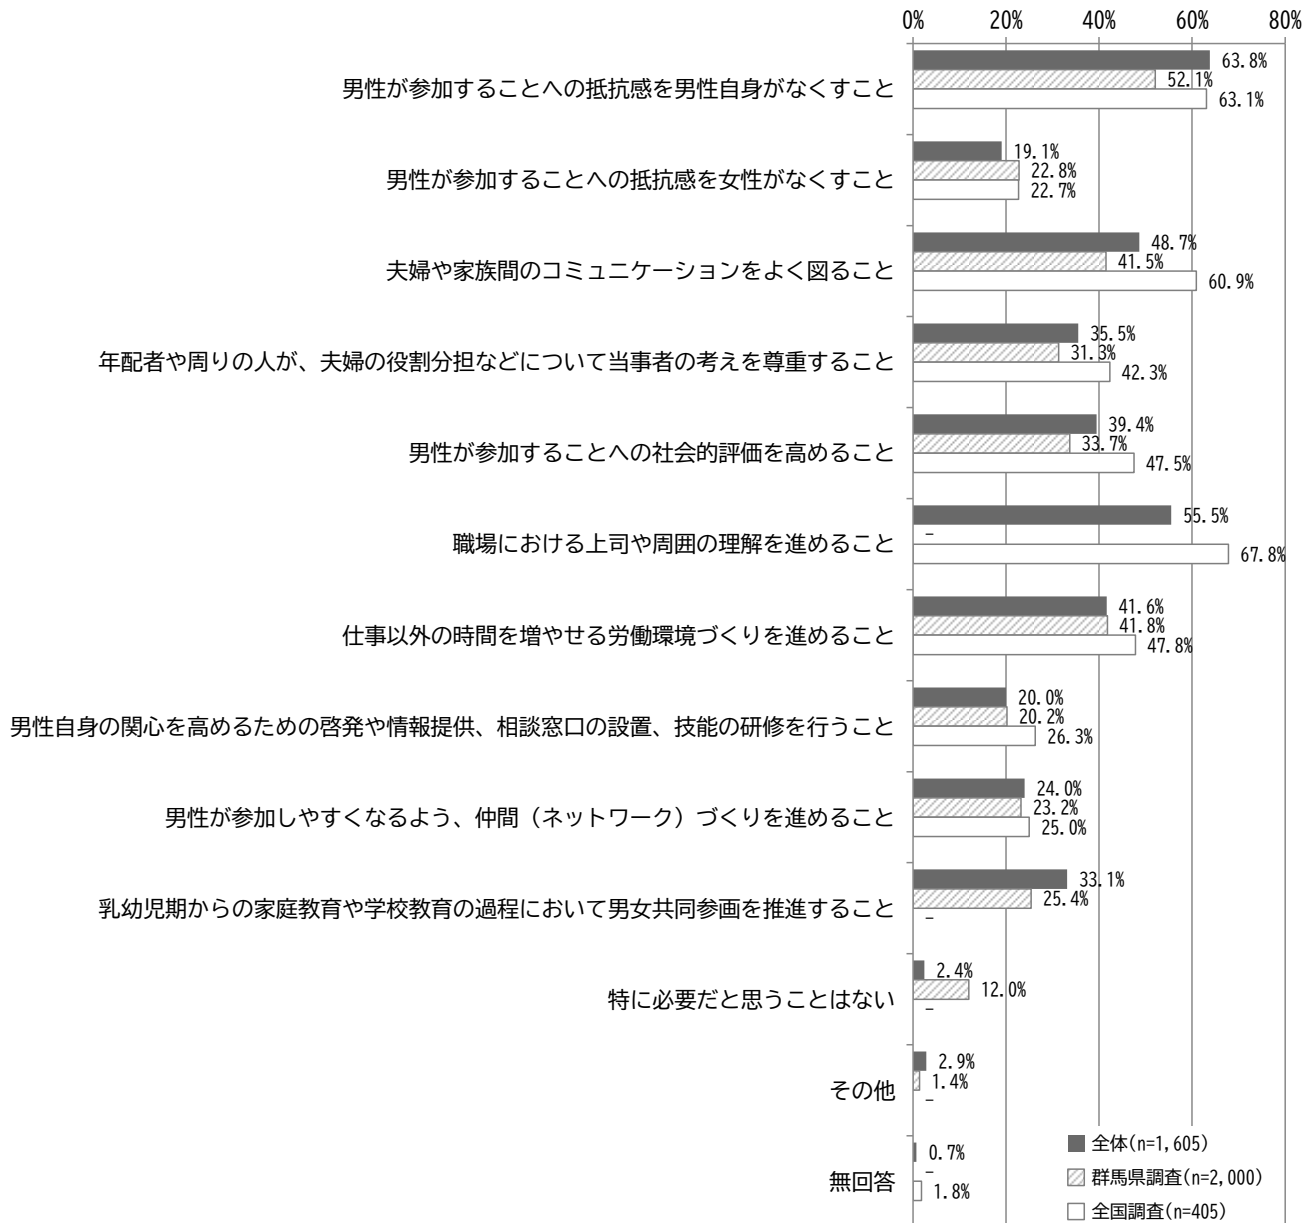 0% 20% 40% 60% 80%
男性が参加することへの抵抗感を男性自身がなくすこと
63.8%
52.1%
63.1%
男性が参加することへの抵抗感を女性がなくすこと
19.1%
22.8%
22.7%
夫婦や家族間のコミュニケーションをよく図ること
48.7%
41.5%
60.9%
年配者や周りの人が、夫婦の役割分担などについて当事者の考えを尊重すること
35.5%
31.3%
42.3%
男性が参加することへの社会的評価を高めること
39.4%
33.7%
47.5%
職場における上司や周囲の理解を進めること
55.5%
－
67.8%
仕事以外の時間を増やせる労働環境づくりを進めること
41.6%
41.8%
47.8%
男性自身の関心を高めるための啓発や情報提供、相談窓口の設置、技能の研修を行うこと
20.0%
20.2%
26.3%
男性が参加しやすくなるよう、仲間（ネットワーク）づくりを進めること
24.0%
23.2%
25.0%
乳幼児期からの家庭教育や学校教育の過程において男女共同参画を推進すること
33.1%
25.4%
－
特に必要だと思うことはない
2.4%
12.0%
－
その他
2.9%
1.4%
－
無回答
0.7%
－
1.8%
全体(n=1,605)
群馬県調査(n=2,000)
全国調査(n=405)